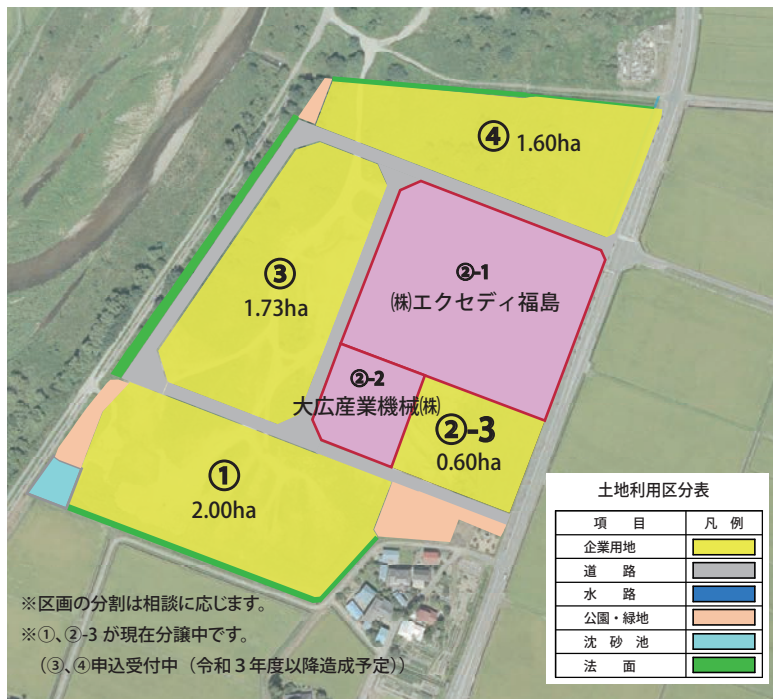 ④ 1.60ha
②-1
㈱エクセディ福島
③
1.73ha
②-2
大広産業機械㈱
②-3
0.60ha
①
2.00ha
土地利用区分表
項 目 凡 例
企業用地
道 路
水 路
公園・緑地
沈 砂 池
法 面
※区画の分割は相談に応じます。
※①、②-3 が現在分譲中です。
（③、④申込受付中（令和３年度以降造成予定））